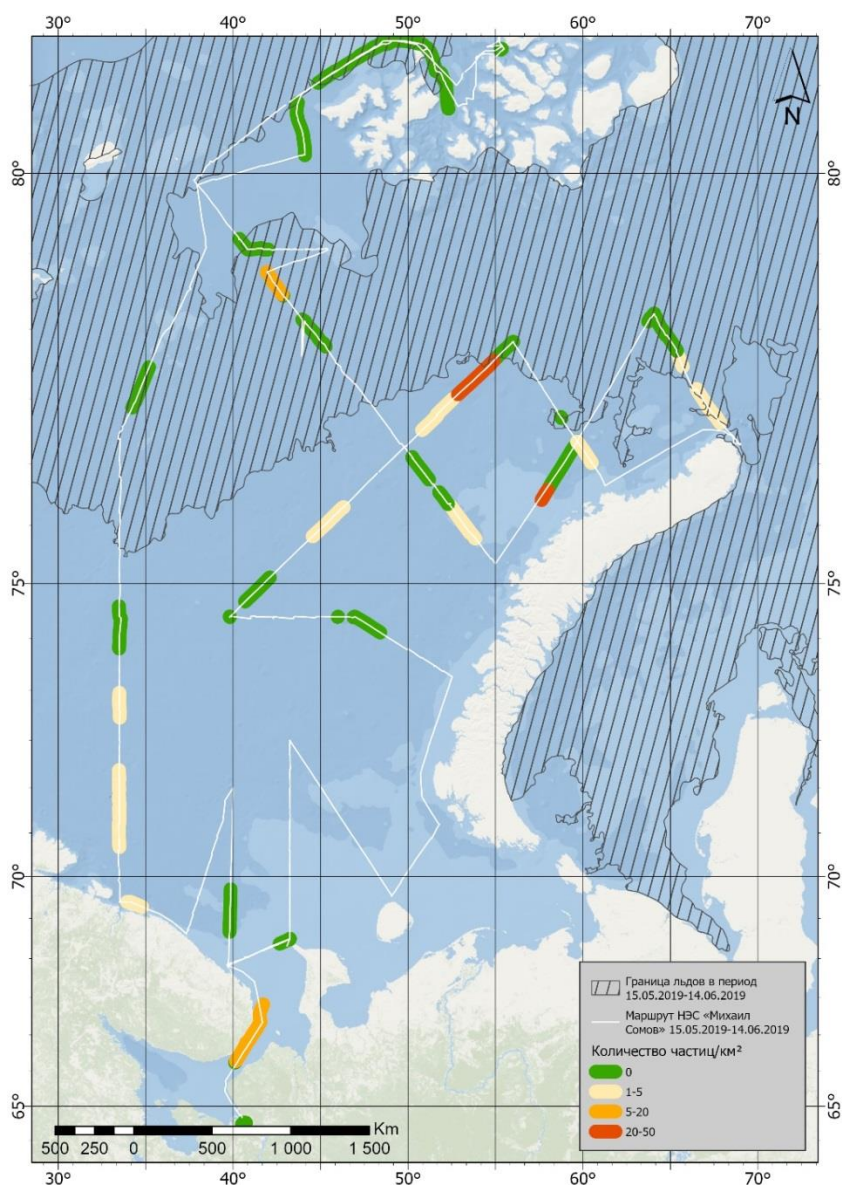 30° 40° 50° 60° 70°
80° 80°
75° 75°
70° 70°
65° 65°
N
Граница льдов в период
15.05.2019-14.06.2019
Маршрут НЭС «Михаил
Сомов» 15.05.2019-14.06.2019
Количество частиц/км²
0
1-5
5-20
20-50
Km
500 250 0 500 1 000 1 500
30° 40° 50° 60° 70°